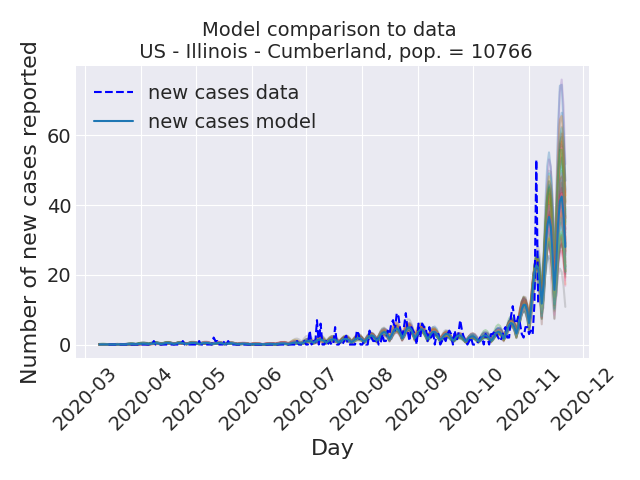 Model comparison to data
US - Illinois - Cumberland, pop. = 10766
Number of new cases reported
new cases data
new cases model
60
40
20
0
2020-03
2020-04
2020-05
2020-06
2020-07
2020-08
2020-09
2020-10
2020-11
2020-12
Day